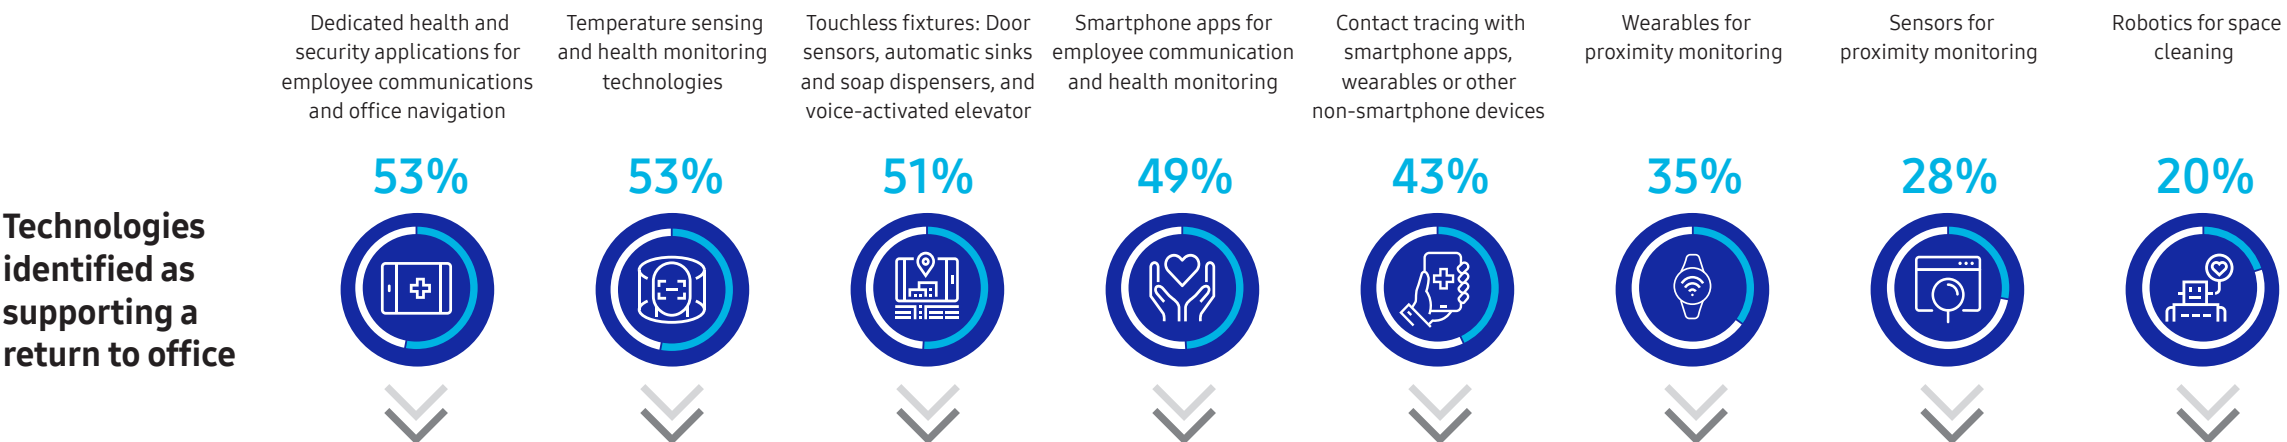 Dedicated health and
security applications for
employee communications
and office navigation
53%
Temperature sensing
and health monitoring
technologies
53%
Touchless fixtures: Door
sensors, automatic sinks
and soap dispensers, and
voice-activated elevator
51%
Smartphone apps for
employee communication
and health monitoring
49%
Contact tracing with
smartphone apps,
wearables or other
non-smartphone devices
43%
Wearables for
proximity monitoring
35%
Sensors for
proximity monitoring
28%
Robotics for space
cleaning
20%
Technologies
identified as
supporting a
return to office